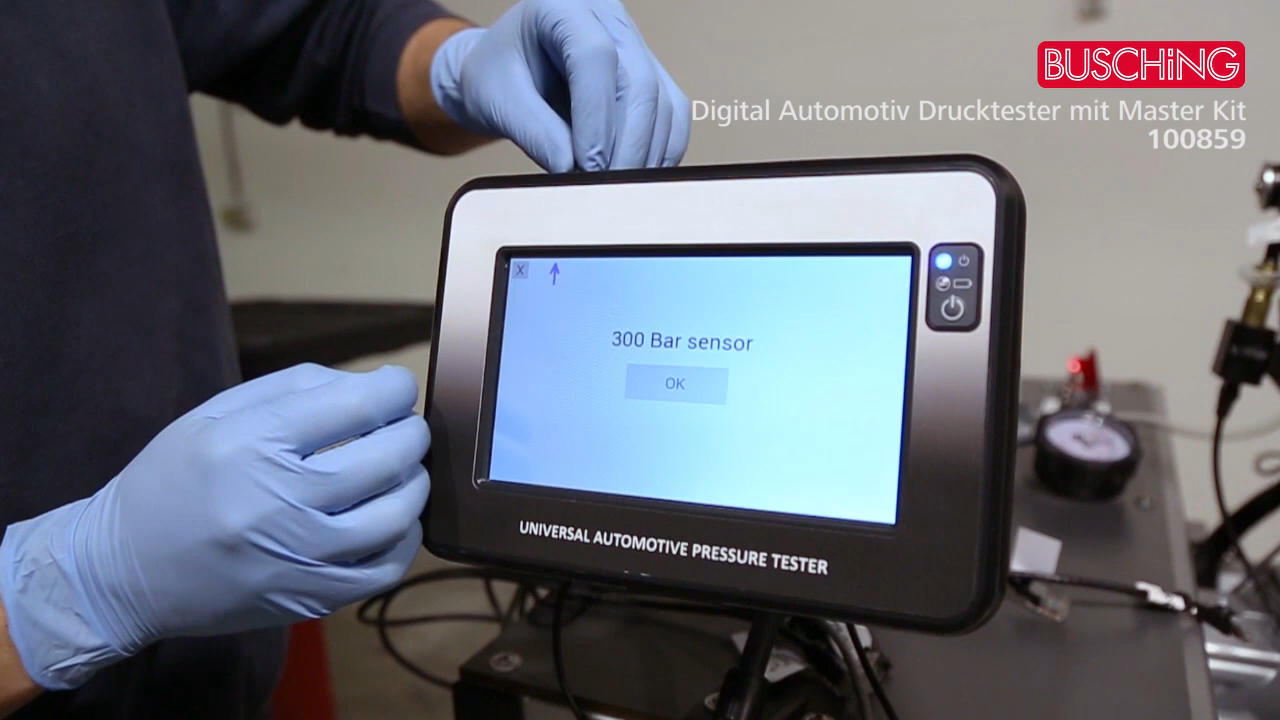 BUSCHiNG
Digital Automotiv Drucktester mit Master Kit
100859
X
300 Bar sensor
OK
UNIVERSAL AUTOMOTIVE PRESSURE TESTER